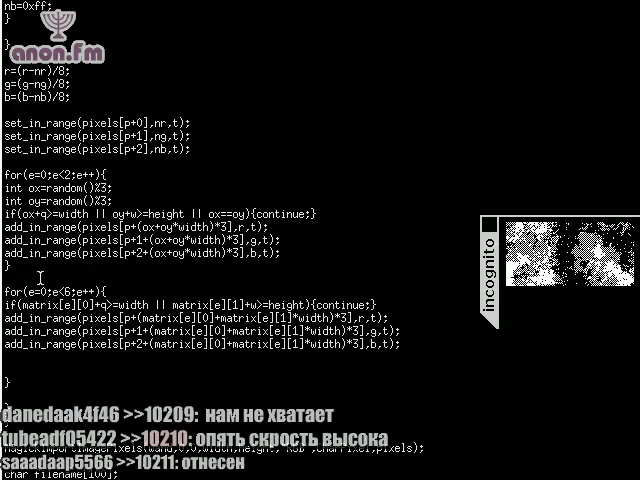 nb=0xff;
}
}
anon.fm
r=(r-nr)/8;
g=(g-ng)/8;
b=(b-nb)/8;
set_in_range(pixels[p+0],nr,t);
set_in_range(pixels[p+1],ng,t);
set_in_range(pixels[p+2],nb,t);
for(e=0;e<2;e++){
int ox=random()%3;
int oy=random()%3;
if(ox+q>=width || oy+w>=height || ox==oy){continue;}
add_in_range(pixels[p+(ox+oy*width)*3],r,t);
add_in_range(pixels[p+1+(ox+oy*width)*3],g,t);
add_in_range(pixels[p+2+(ox+oy*width)*3],b,t);
}
incognito
for(e=0;e<6;e++){
if(matrix[e][0]+q>=width || matrix[e][1]+w>=height){continue;}
add_in_range(pixels[p+(matrix[e][0]+matrix[e][1]*width)*3],r,t);
add_in_range(pixels[p+1+(matrix[e][0]+matrix[e][1]*width)*3],g,t);
add_in_range(pixels[p+2+(matrix[e][0]+matrix[e][1]*width)*3],b,t);
}
danedaak4f46 >>10209: нам не хватает
tubeadf05422 >>10210: опять скрость высока
saaadaap5566 >>10211: отнесен
char filename[100];